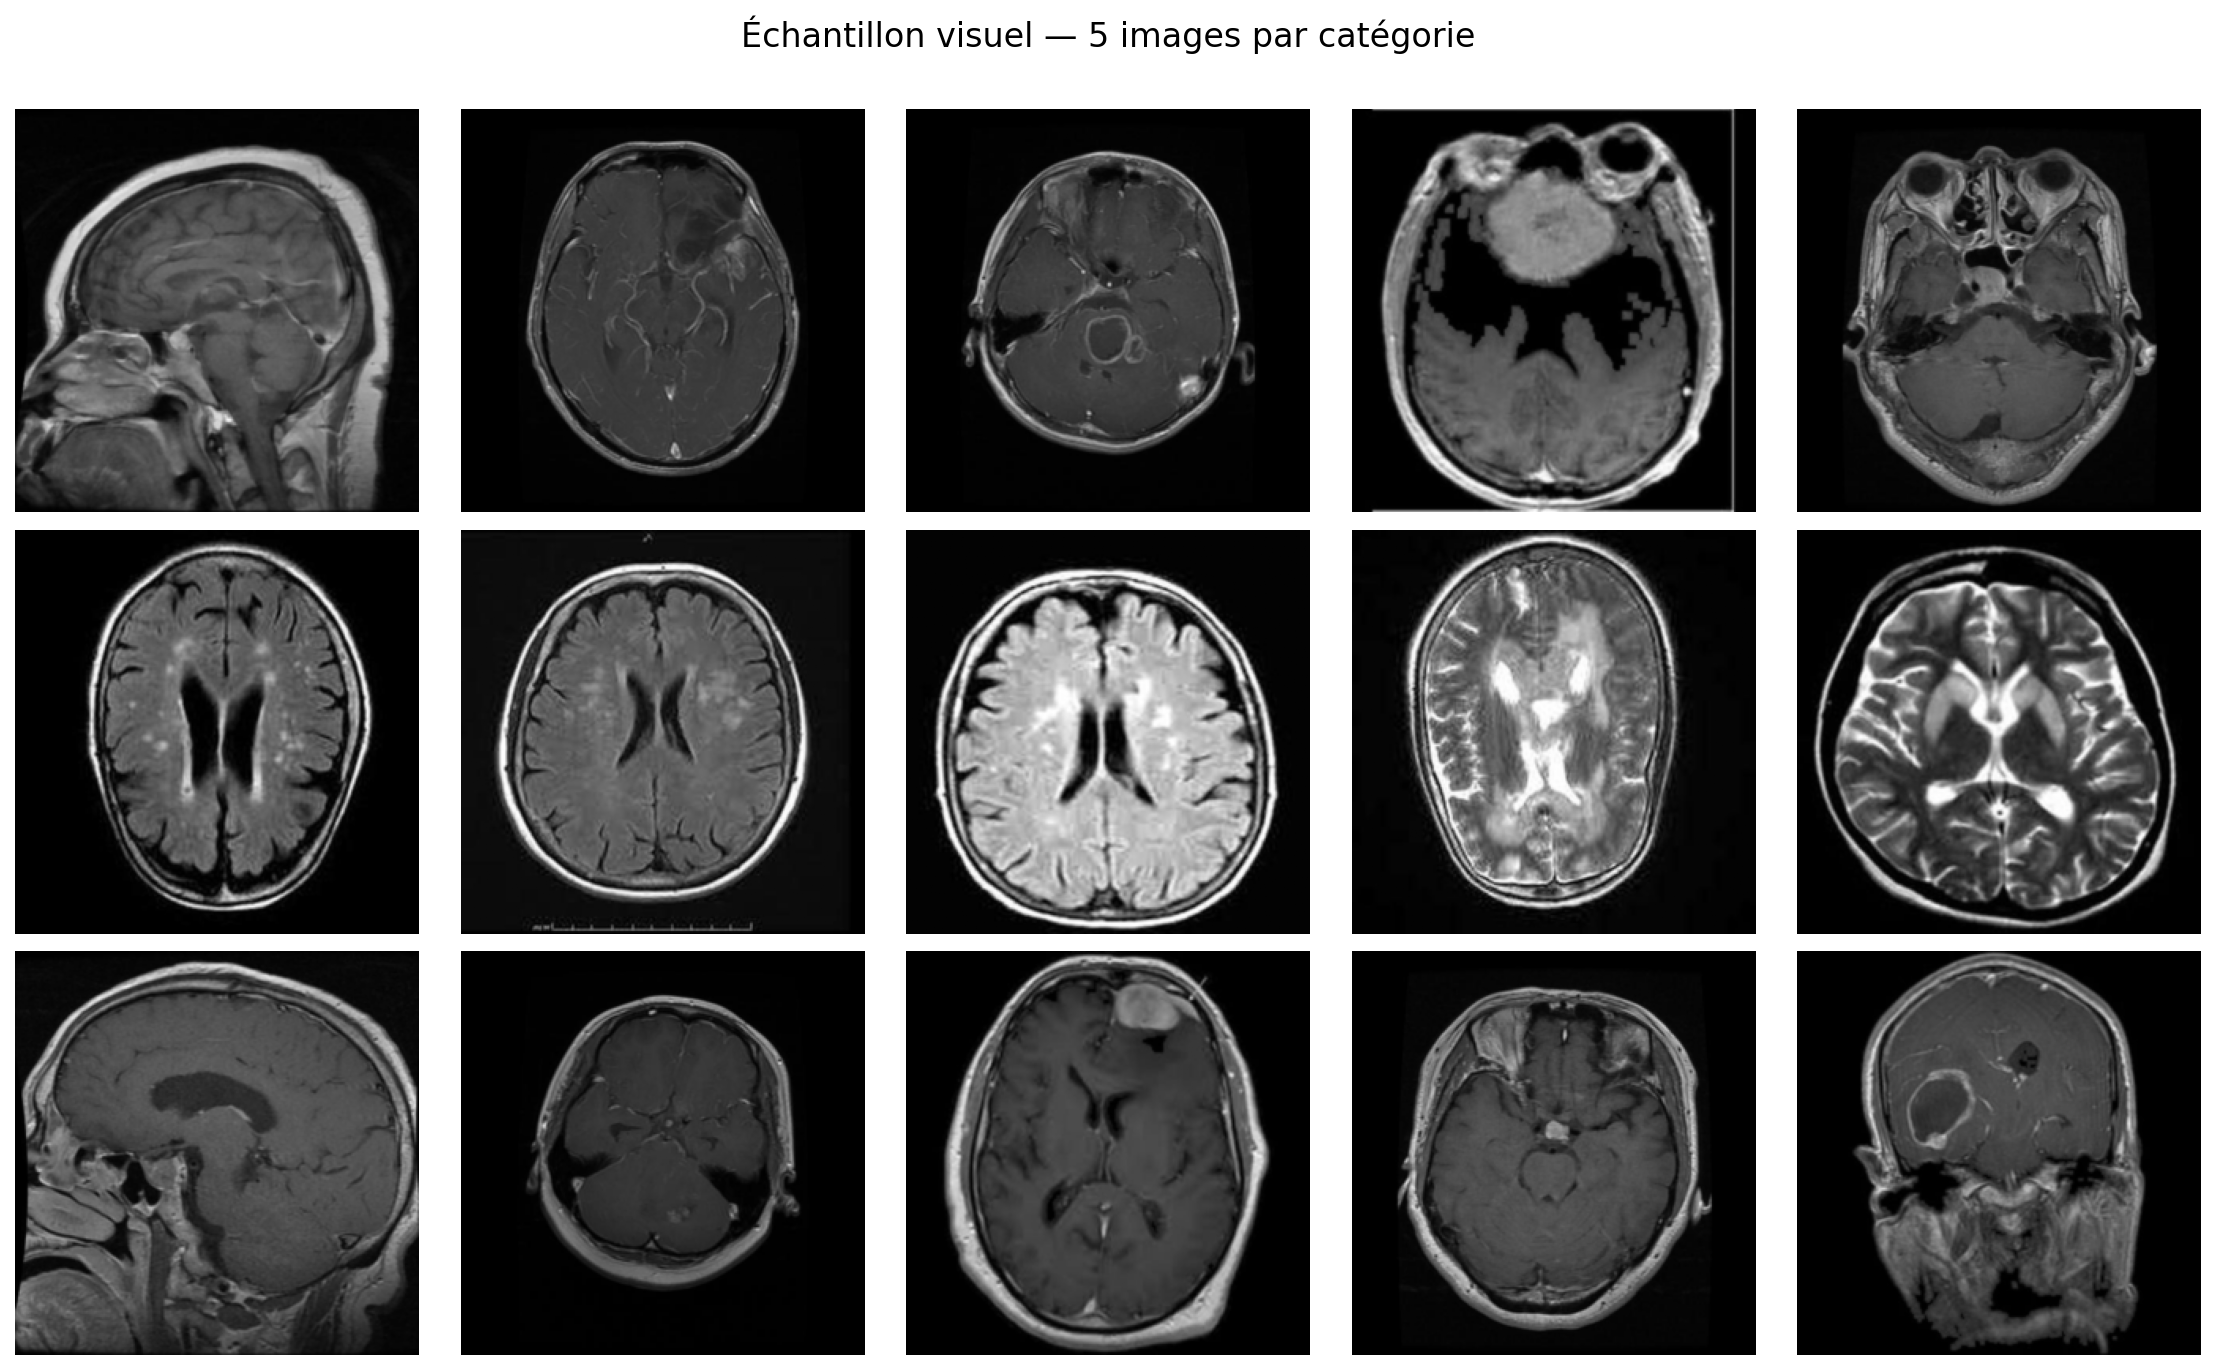 Échantillon visuel — 5 images par catégorie